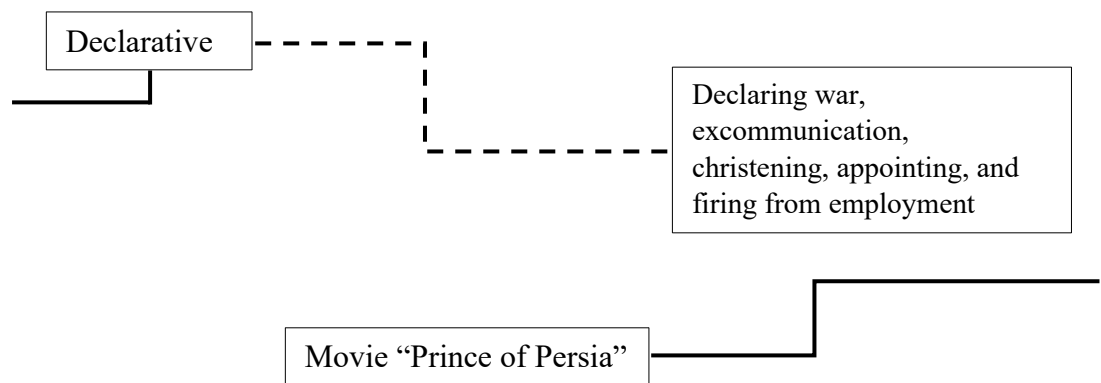 Declarative
Declaring war,
excommunication,
christening, appointing, and
firing from employment
Movie “Prince of Persia”